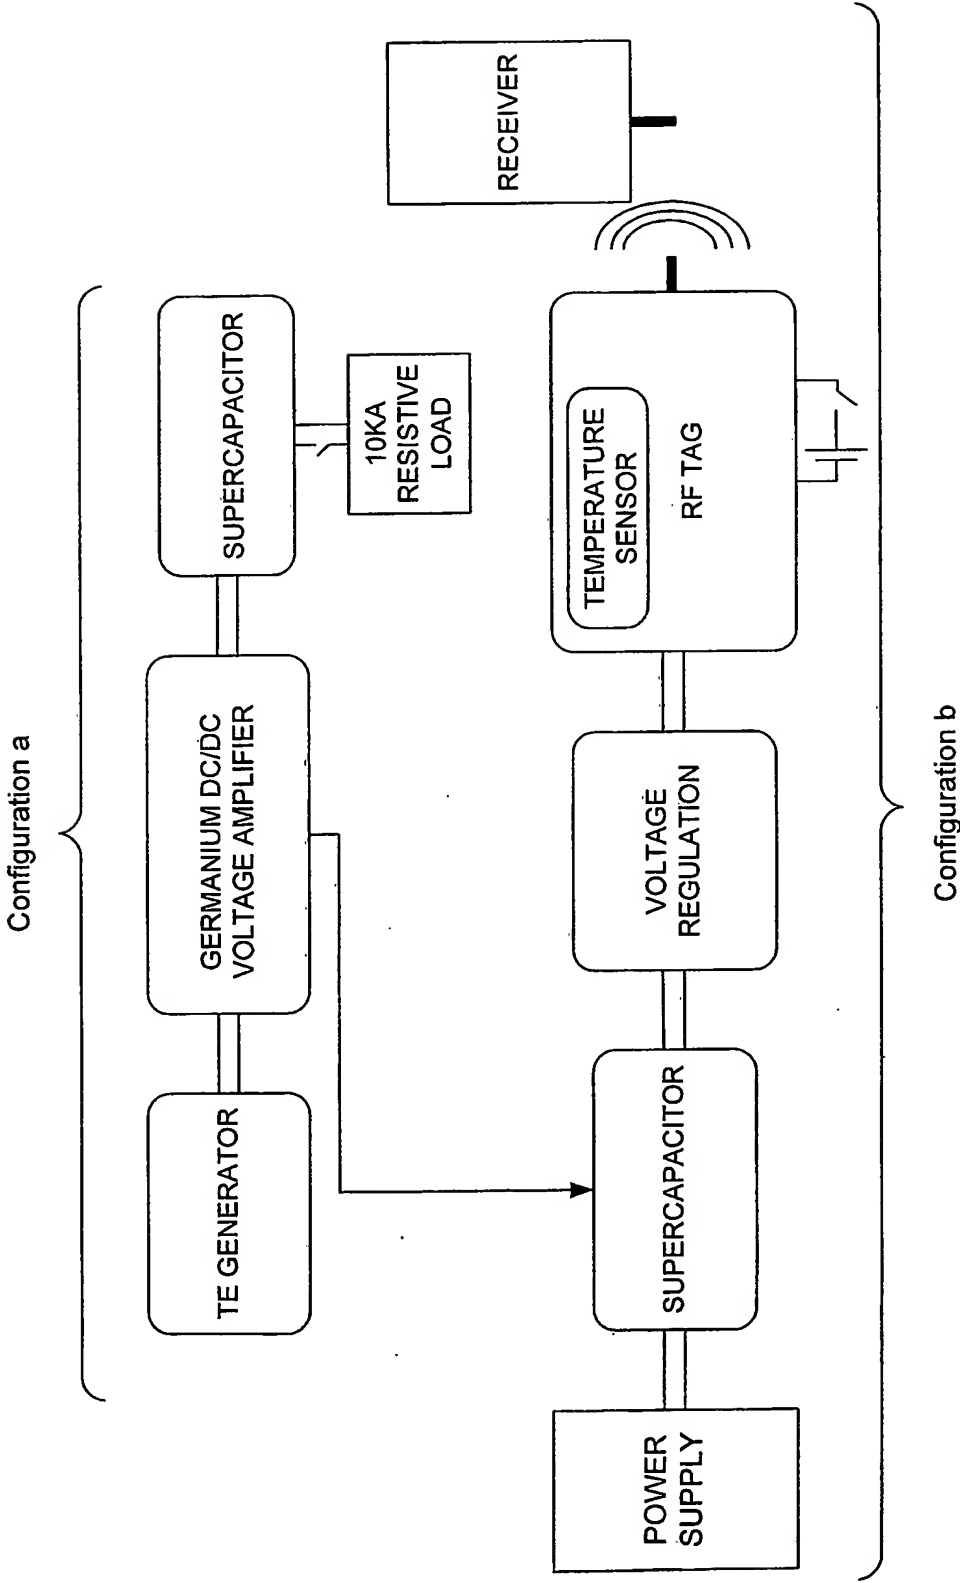 Configuration a
TE GENERATOR
GERMANIUM DC/DC
VOLTAGE AMPLIFIER
SUPERCAPACITOR
10KA
RESISTIVE
LOAD
POWER
SUPPLY
SUPERCAPACITOR
VOLTAGE
REGULATION
TEMPERATURE
SENSOR
RF TAG
RECEIVER
Configuration b